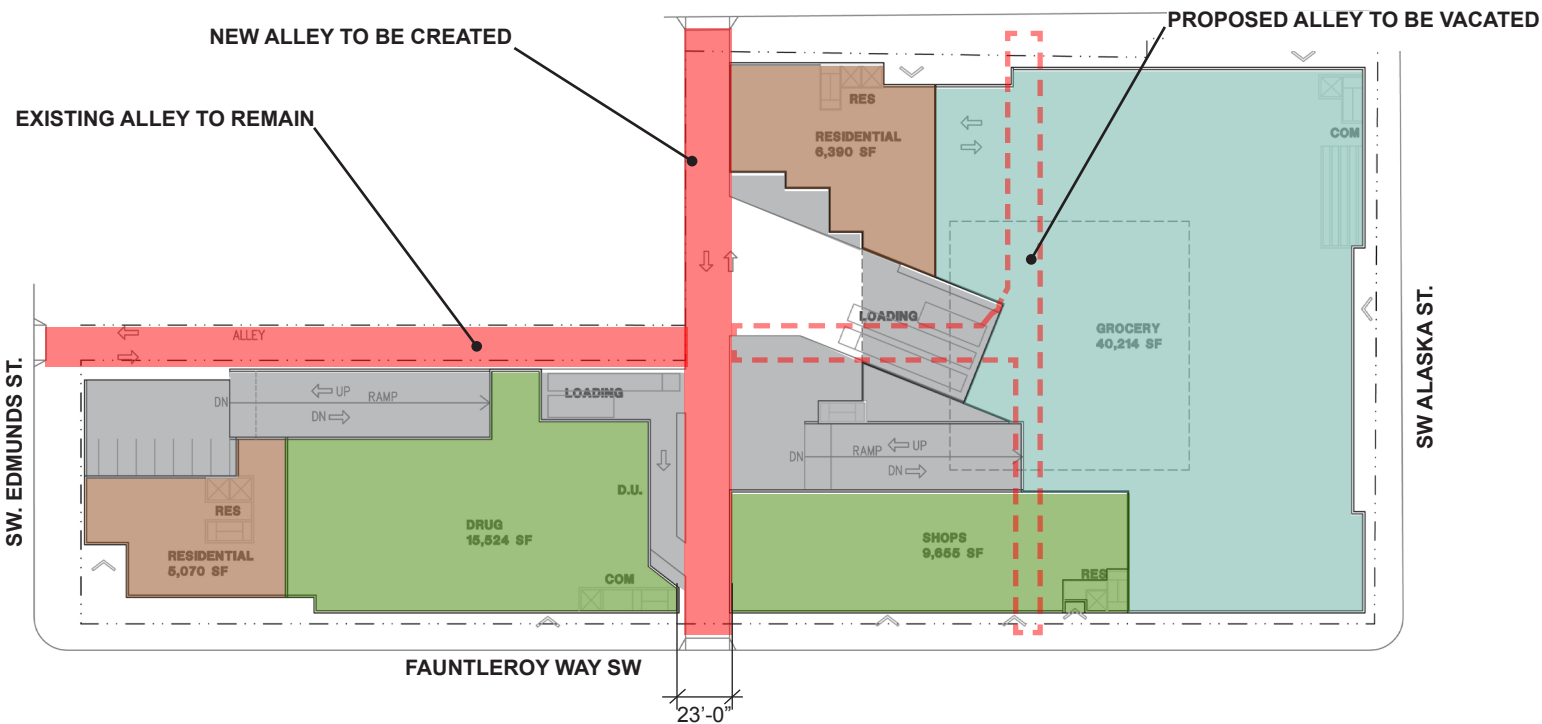 PROPOSED ALLEY TO BE VACATED
NEW ALLEY TO BE CREATED
EXISTING ALLEY TO REMAIN
RES
RESIDENTIAL
6,390 SF
COM
ALLEY
LOADING
GROCERY
40,214 SF
SW. EDMUNDS ST.
SW ALASKA ST.
UP
RAMP
DN
DN
LOADING
RAMP
UP
DN
DN
D.U.
RES
DRUG
15,524 SF
SHOPS
9,655 SF
RESIDENTIAL
5,070 SF
COM
RES
FAUNTLEROY WAY SW
23'-0"